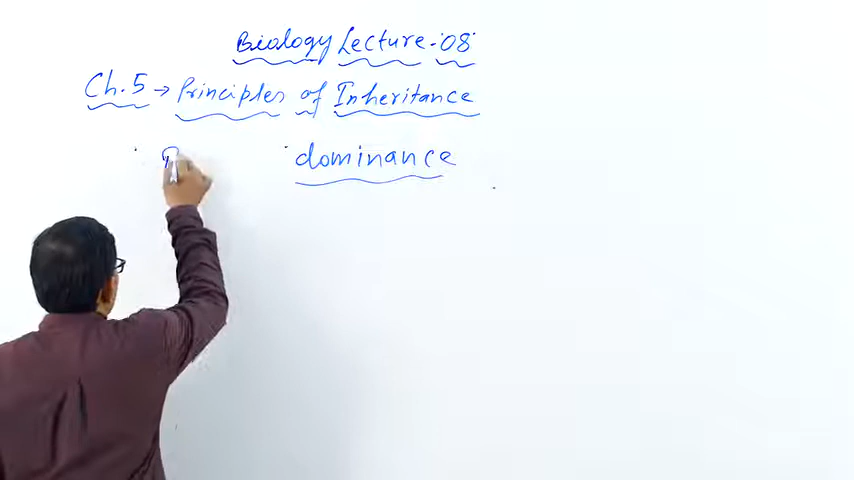 Biology Lecture-08
Ch.5 → Principles of Inheritance
dominance